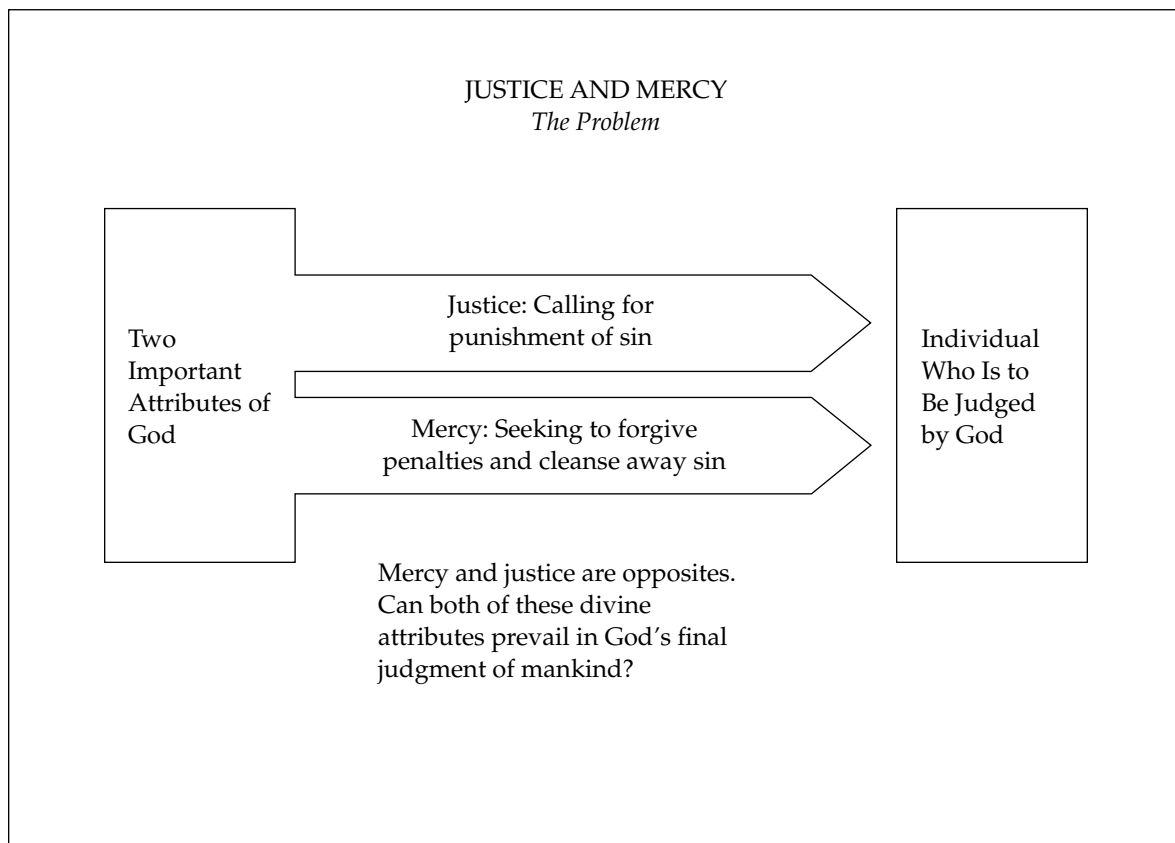 JUSTICE AND MERCY
The Problem
Two
Important
Attributes of
God
Justice: Calling for
punishment of sin
Mercy: Seeking to forgive
penalties and cleanse away sin
Individual
Who Is to
Be Judged
by God
Mercy and justice are opposites.
Can both of these divine
attributes prevail in God’s final
judgment of mankind?